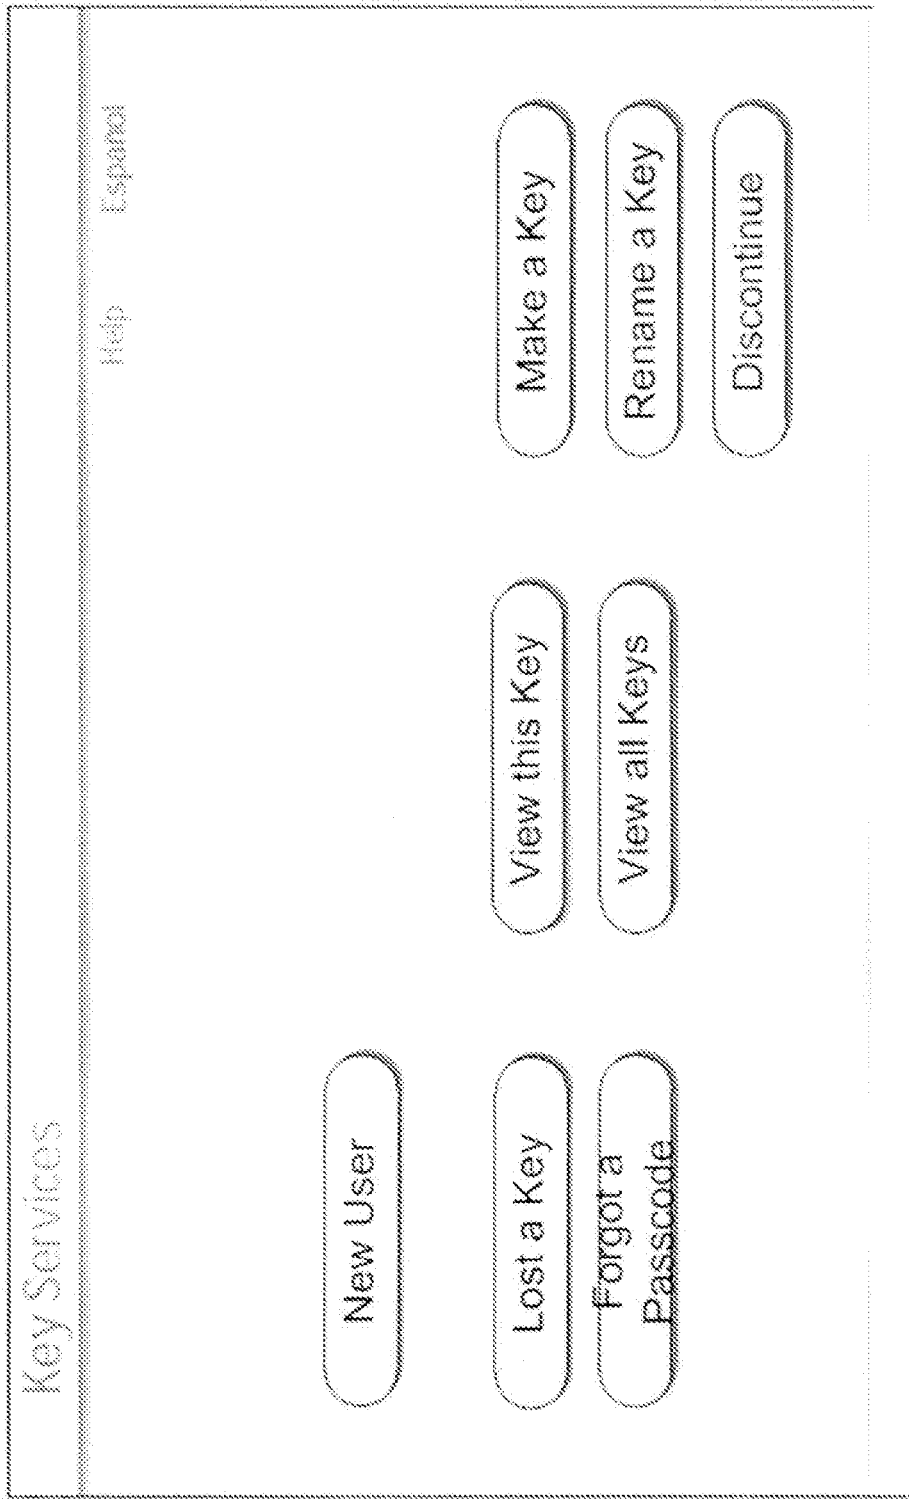 Key Services
Help
Español
New User
Lost a Key
View this Key
Make a Key
Forgot a
Passcode
View all Keys
Rename a Key
Discontinue